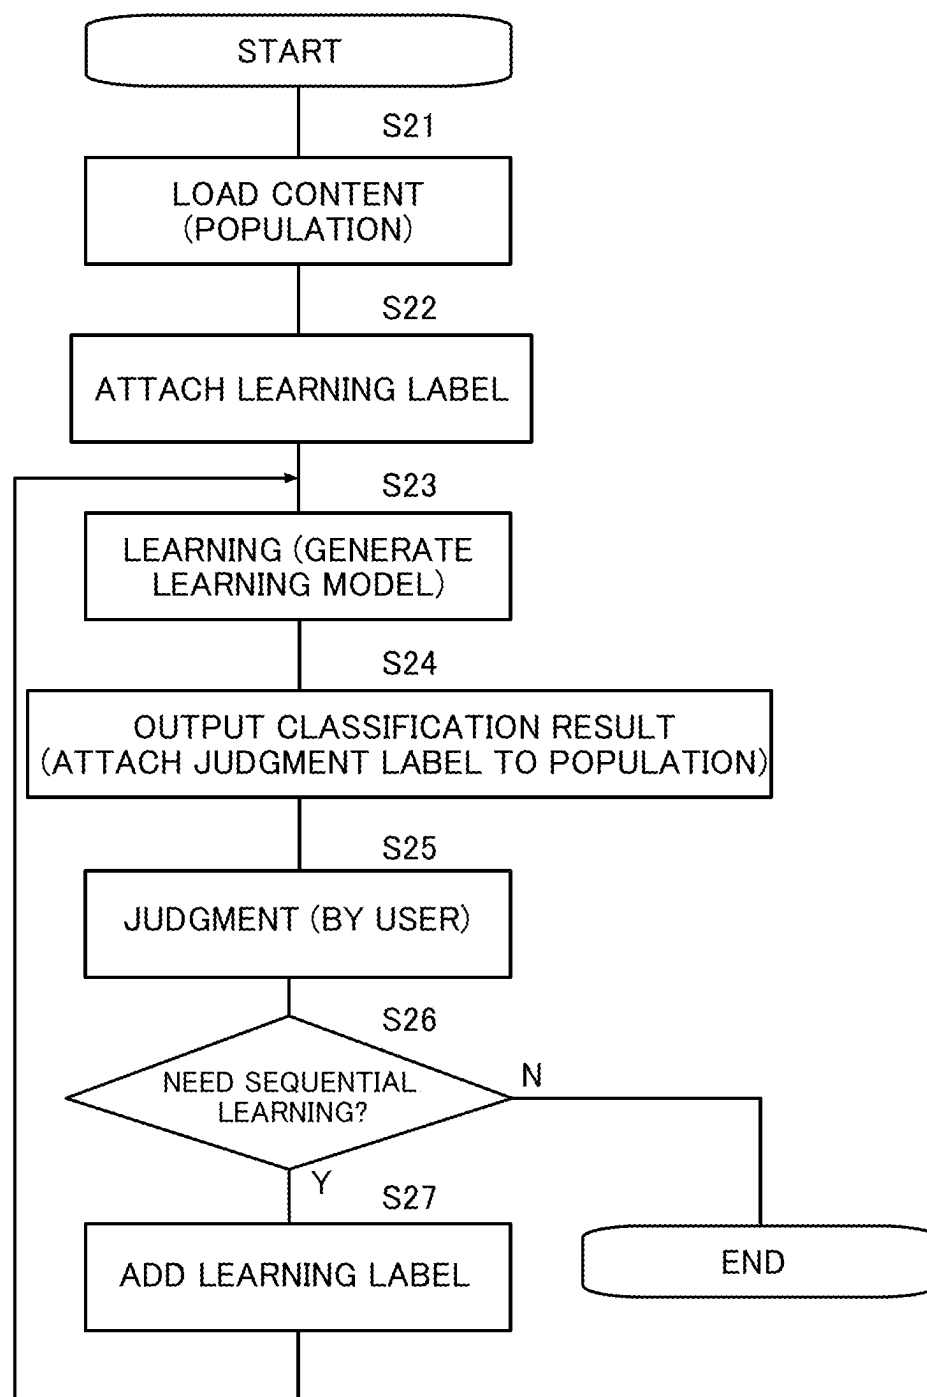 START
S21
LOAD CONTENT
(POPULATION)
S22
ATTACH LEARNING LABEL
S23
LEARNING (GENERATE
LEARNING MODEL)
S24
OUTPUT CLASSIFICATION RESULT
(ATTACH JUDGMENT LABEL TO POPULATION)
S25
JUDGMENT (BY USER)
S26
NEED SEQUENTIAL
LEARNING?
N
Y
S27
ADD LEARNING LABEL
END